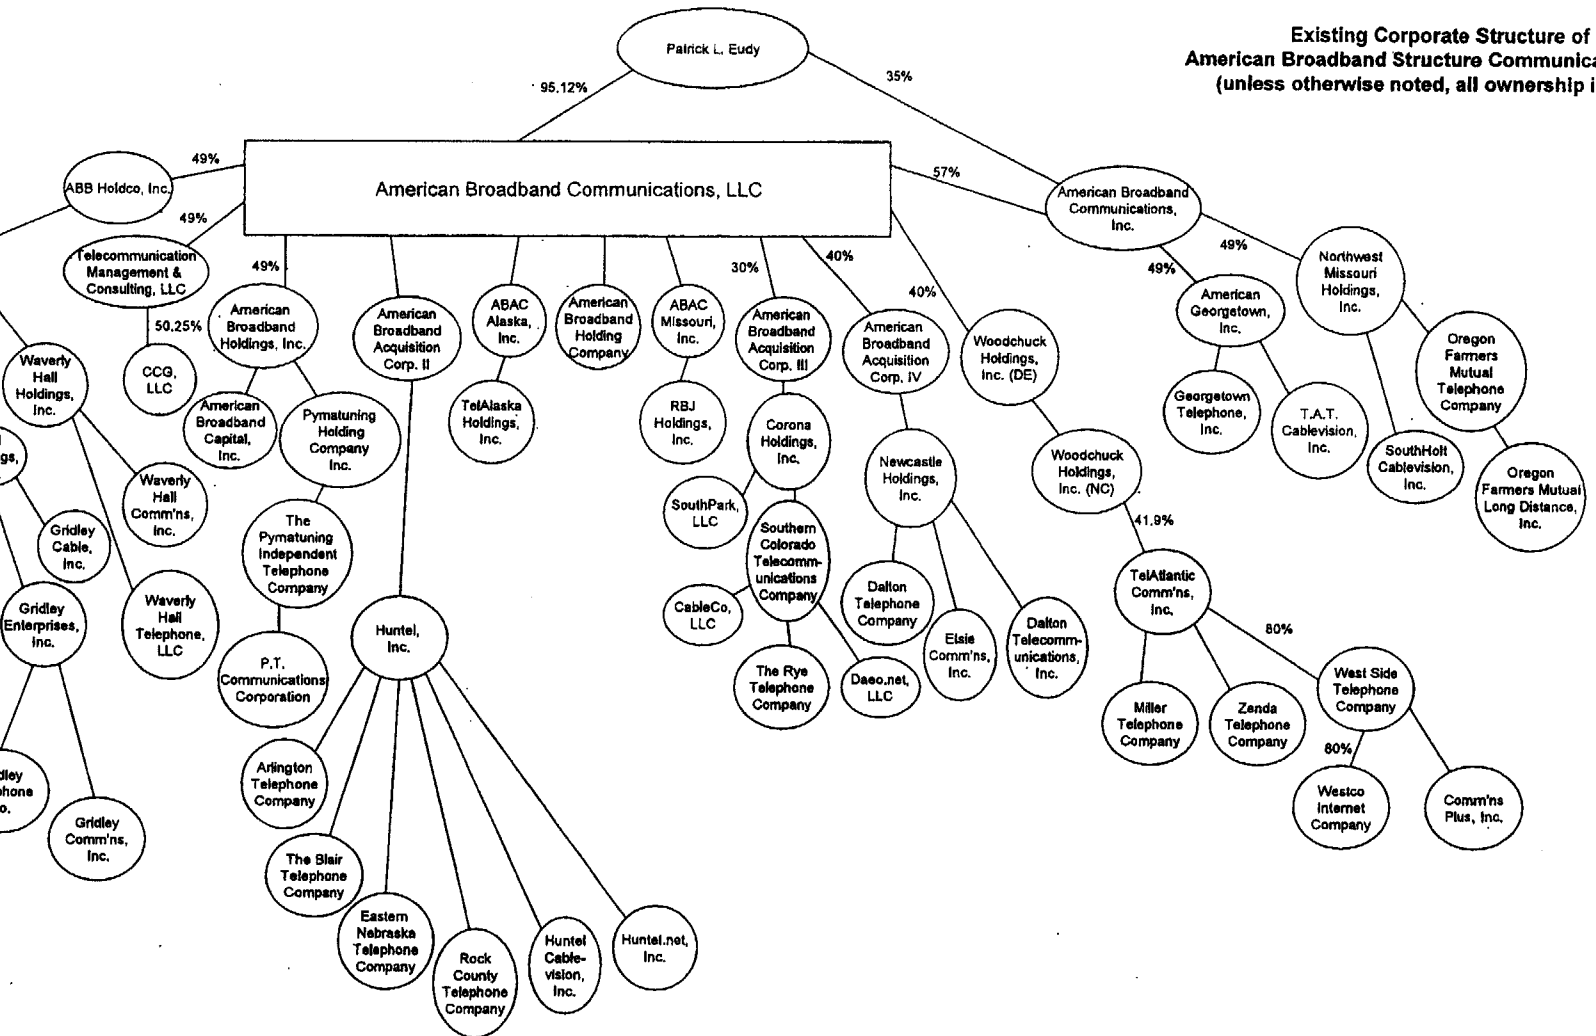 Existing Corporate Structure of
American Broadband Structure
(unless otherwise noted, all ownership
Patrick L. Eudy
95.12%
35%
American Broadband Communications, LLC
49%
ABB Holdco, Inc.
49%
Telecommunication
Management &
Consulting, LLC
50.25%
CCG,
LLC
49%
American
Broadband
Holdings, Inc.
American
Broadband
Capital,
Inc.
Pymatuning
Holding
Company
Inc.
The
Pymatuning
Independent
Telephone
Company
P.T.
Communications
Corporation
American
Broadband
Acquisition
Corp. II
Huntel,
Inc.
Arlington
Telephone
Company
The Blair
Telephone
Company
Eastern
Nebraska
Telephone
Company
Rock
County
Telephone
Company
Huntel
Cable-
vision,
Inc.
Huntel.net,
Inc.
ABAC
Alaska,
Inc.
TelAlaska
Holdings,
Inc.
American
Broadband
Holding
Company
ABAC
Missouri,
Inc.
RBJ
Holdings,
Inc.
30%
American
Broadband
Acquisition
Corp. III
Corona
Holdings,
Inc.
SouthPark,
LLC
Southern
Colorado
Telecomm-
unications
Company
CableCo,
LLC
The Rye
Telephone
Company
Daeo.net,
LLC
40%
American
Broadband
Acquisition
Corp. IV
Newcastle
Holdings,
Inc.
Dalton
Telephone
Company
Elsie
Comm'ns,
Inc.
Dalton
Telecomm-
unications,
Inc.
40%
Woodchuck
Holdings,
Inc. (DE)
Woodchuck
Holdings,
Inc. (NC)
41.9%
TelAtlantic
Comm'ns,
Inc.
Miller
Telephone
Company
Zenda
Telephone
Company
80%
West Side
Telephone
Company
80%
Westco
Internet
Company
Comm'ns
Plus, Inc.
57%
American Broadband
Communications,
Inc.
49%
American
Georgetown,
Inc.
Georgetown
Telephone,
Inc.
T.A.T.
Cablevision,
Inc.
49%
Northwest
Missouri
Holdings,
Inc.
SouthHolt
Cablevision,
Inc.
Oregon
Farmers
Mutual
Telephone
Company
Oregon
Farmers Mutual
Long Distance,
Inc.
Waverly
Hall
Holdings,
Inc.
Waverly
Hall
Comm'ns,
Inc.
Waverly
Hall
Telephone,
LLC
Gridley
Cable,
Inc.
Gridley
Enterprises,
Inc.
Gridley
Comm'ns,
Inc.